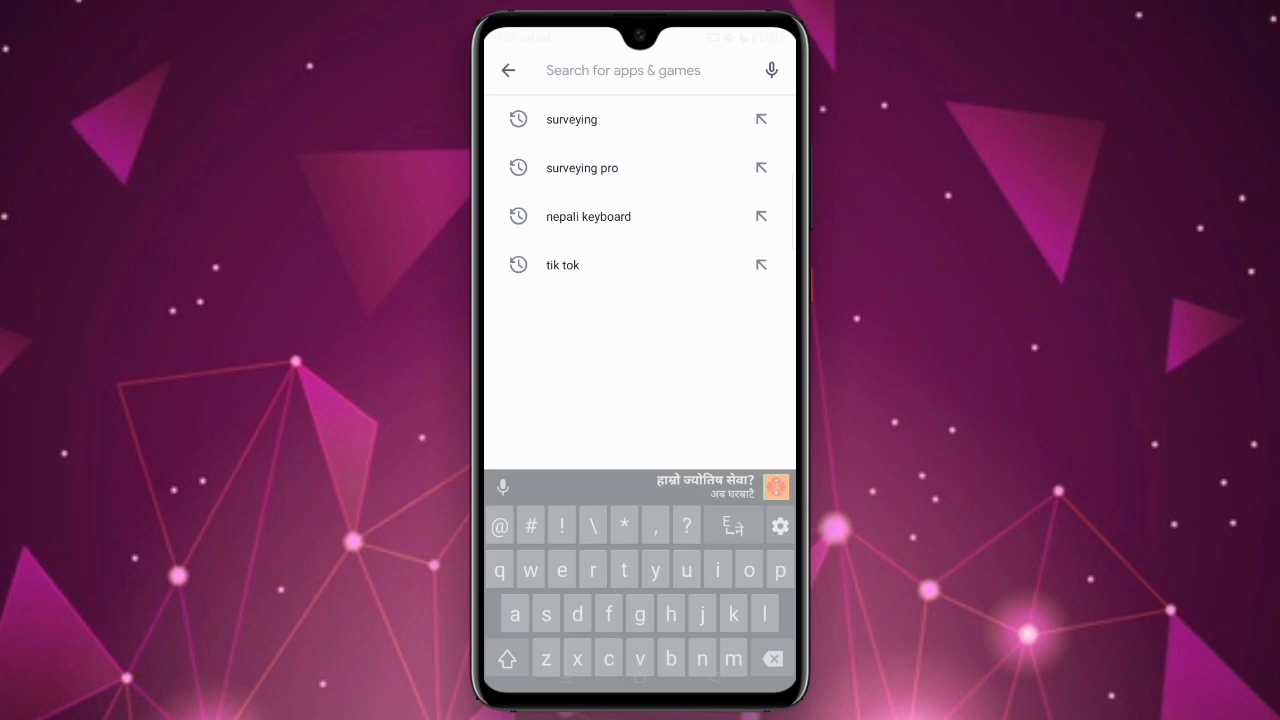 Search for apps & games
surveying
surveying pro
nepali keyboard
tik tok
हाम्रो ज्योतिष सेवा?
अब घरबाटै
@ # ! \ * , ? E ने
q w e r t y u i o p
a s d f g h j k l
z x c v b n m